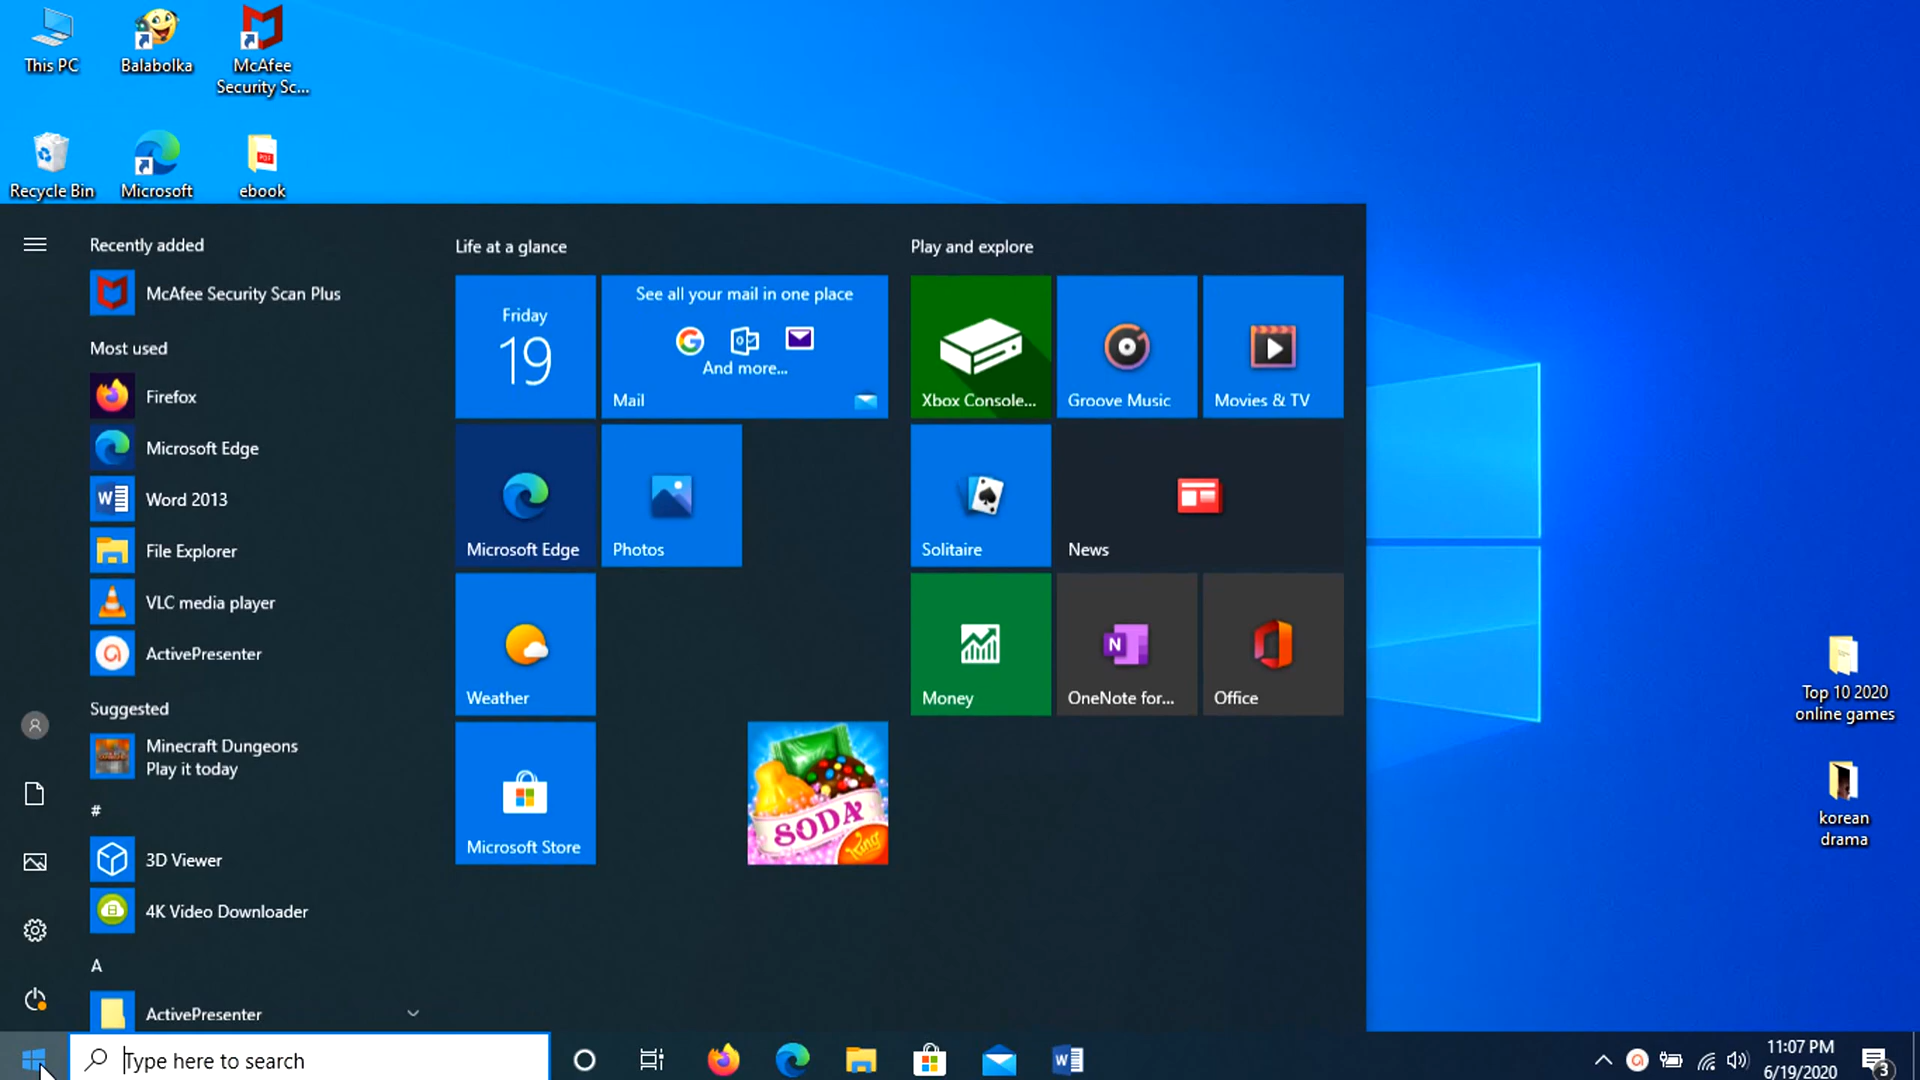 This PC
Balabolka
McAfee
Security Sc...
Recycle Bin
Microsoft
ebook
Recently added
McAfee Security Scan Plus
Most used
Firefox
Microsoft Edge
Word 2013
File Explorer
VLC media player
ActivePresenter
Suggested
Minecraft Dungeons
Play it today
#
3D Viewer
4K Video Downloader
A
ActivePresenter
Life at a glance
Friday
19
See all your mail in one place
And more...
Mail
Microsoft Edge
Photos
Weather
Microsoft Store
SODA
King
Play and explore
Xbox Console...
Groove Music
Movies & TV
Solitaire
News
Money
OneNote for...
Office
Top 10 2020
online games
korean
drama
Type here to search
11:07 PM
6/19/2020
3